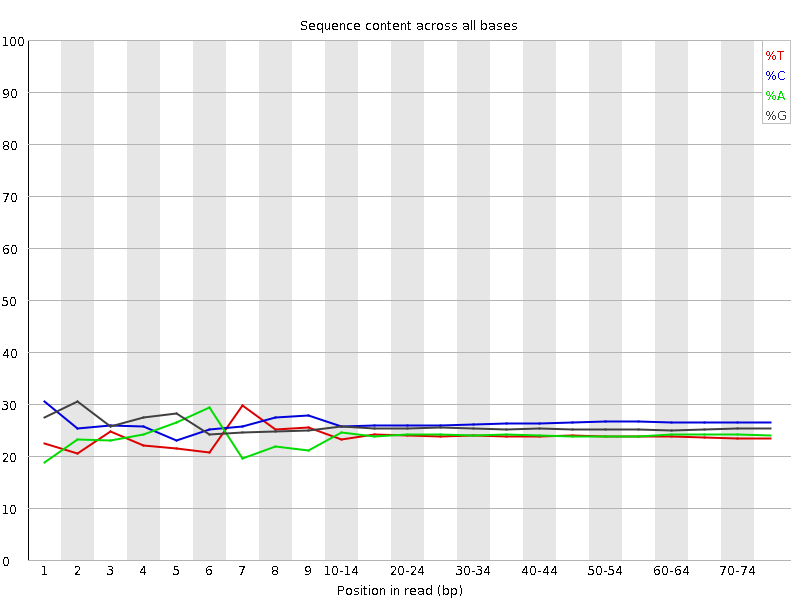 Sequence content across all bases
100
90
80
70
60
50
40
30
20
10
0
%T
%C
%A
%G
1 2 3 4 5 6 7 8 9 10-14 20-24 30-34 40-44 50-54 60-64 70-74
Position in read (bp)